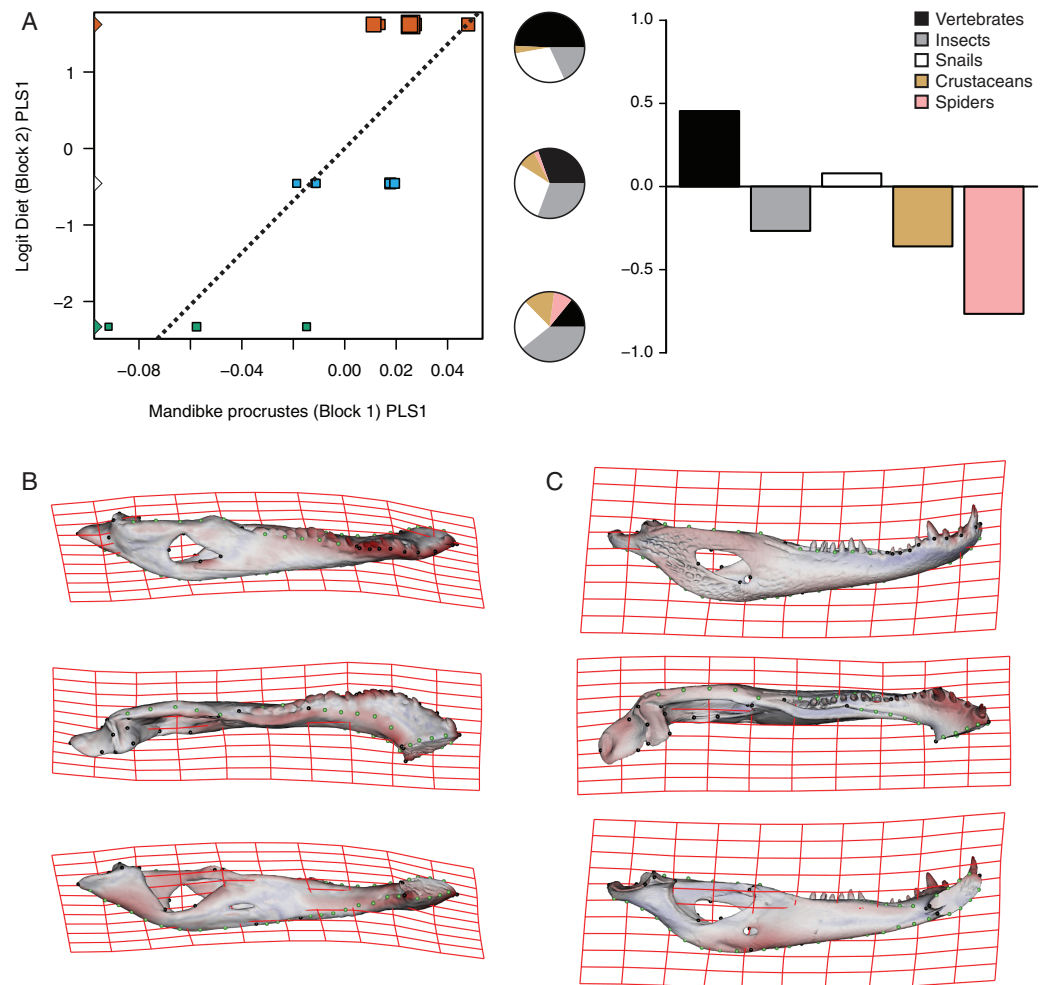 A
Logit Diet (Block 2) PLS1
1
0
−1
−2
−0.08
−0.04
0.00
0.02
0.04
Mandibke procrustes (Block 1) PLS1
1.0
0.5
0.0
−0.5
−1.0
Vertebrates
Insects
Snails
Crustaceans
Spiders
B
C